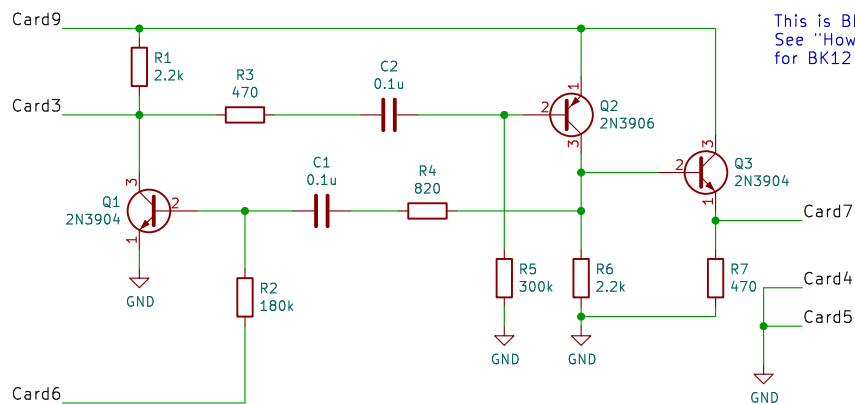 Card9
This is B
See "How
for BK12
R1
2.2k
C2
0.1u
R3
470
1
Card3
2
Q2
2N3906
3
3
Q3
2N3904
2
1
C1
0.1u
R4
820
3
Q1
2N3904
2
1
Card7
R5
300k
R6
2.2k
R7
470
R2
180k
Card4
GND
Card5
GND
GND
Card6
GND